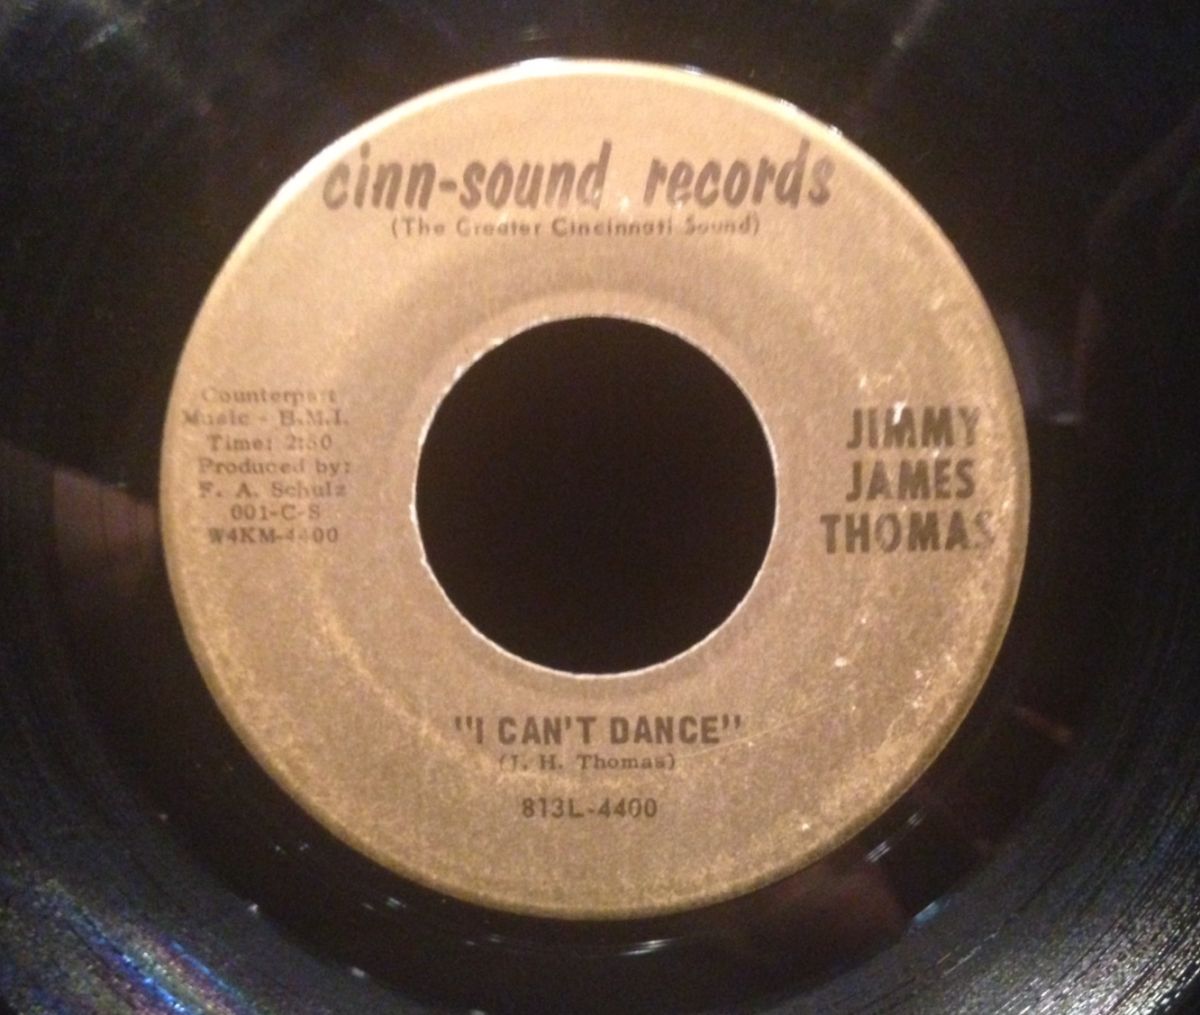 cinn-sound records
(The Greater Cincinnati Sound)
Counterpart
Music - B.M.I.
Time: 2:50
Produced by:
F. A. Schulz
001-C-S
W4KM-4400
JIMMY
JAMES
THOMAS
"I CAN'T DANCE"
(J. H. Thomas)
813L-4400